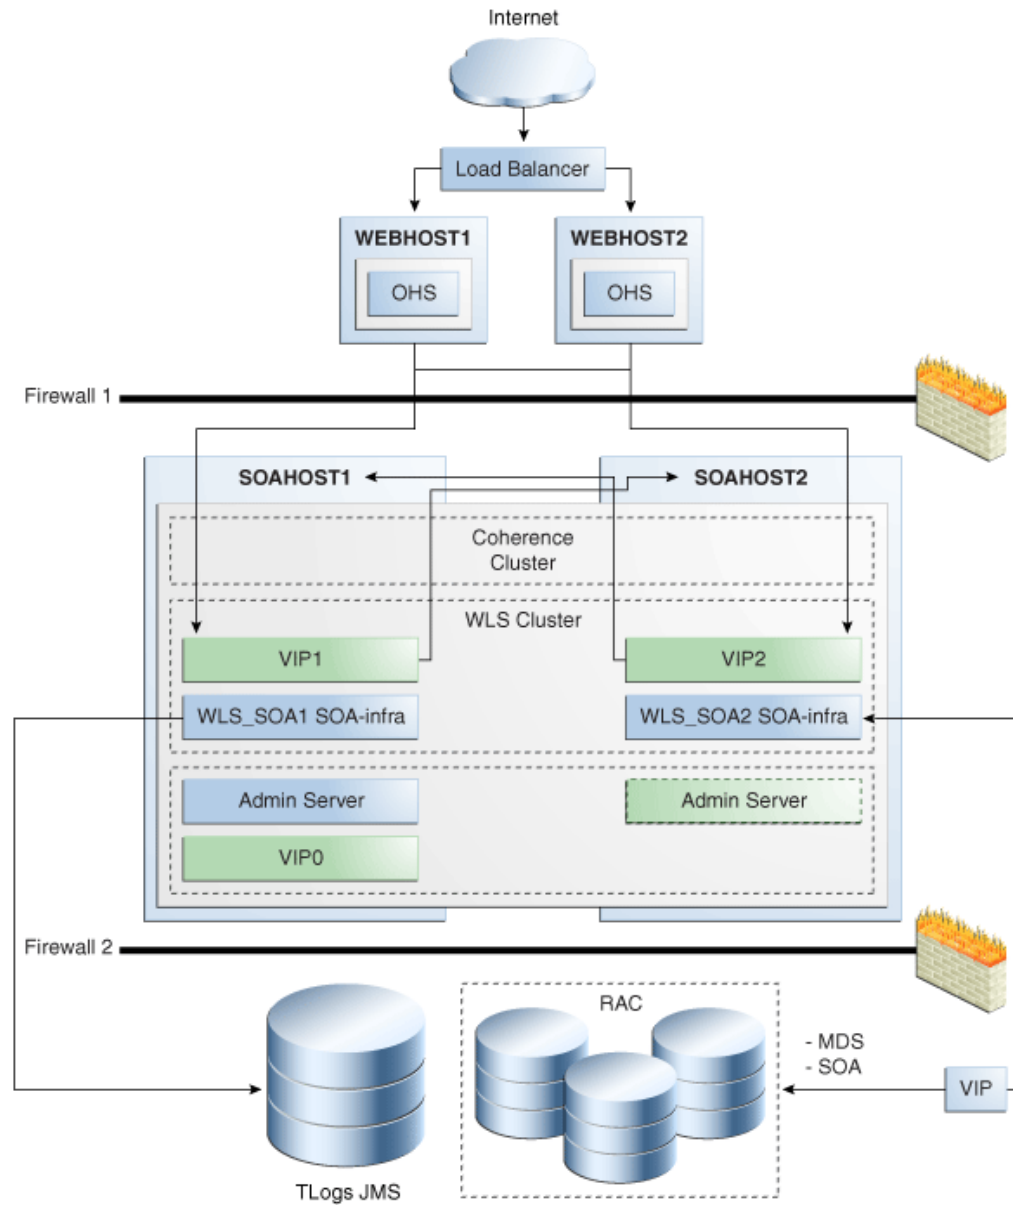 Internet
Load Balancer
WEBHOST1
WEBHOST2
OHS
OHS
Firewall 1
SOAHOST1
SOAHOST2
Coherence
Cluster
WLS Cluster
VIP1
VIP2
WLS_SOA1 SOA-infra
WLS_SOA2 SOA-infra
Admin Server
Admin Server
VIP0
Firewall 2
RAC
- MDS
- SOA
VIP
TLogs JMS